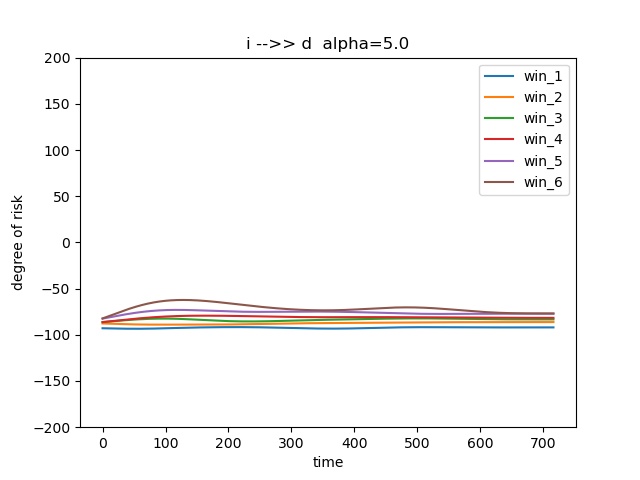 i -->> d  alpha=5.0
degree of risk
200
150
100
50
0
−50
−100
−150
−200
win_1
win_2
win_3
win_4
win_5
win_6
0 100 200 300 400 500 600 700
time